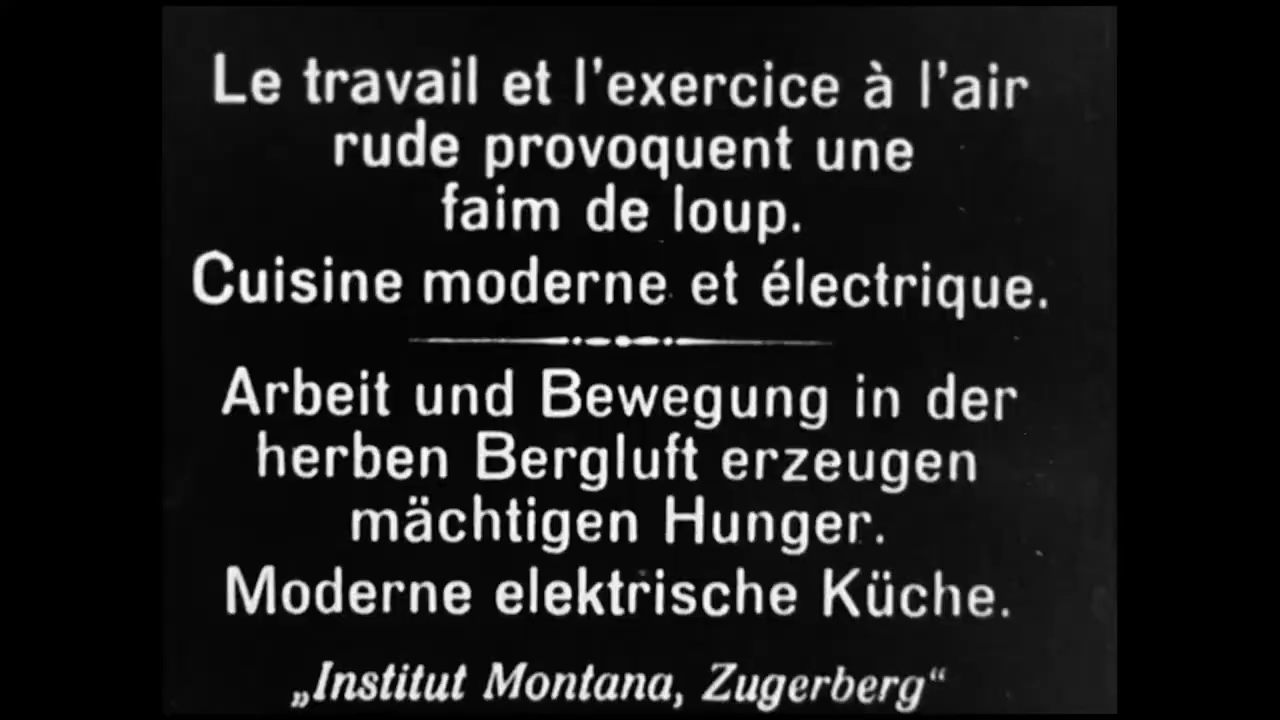 Le travail et l'exercice à l'air
rude provoquent une
faim de loup.
Cuisine moderne et électrique.
Arbeit und Bewegung in der
herben Bergluft erzeugen
mächtigen Hunger.
Moderne elektrische Küche.
„Institut Montana, Zugerberg“